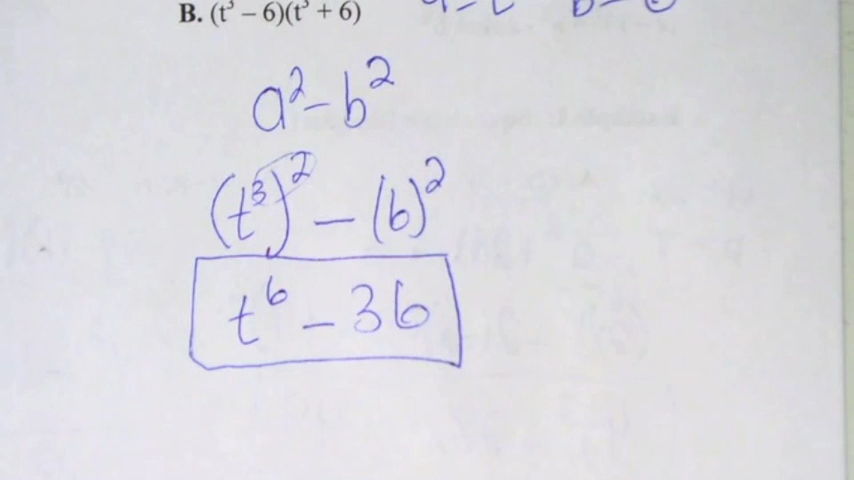 B. (t³ – 6)(t³ + 6)
a² – b²
(t³)² – (6)²
t⁶ – 36